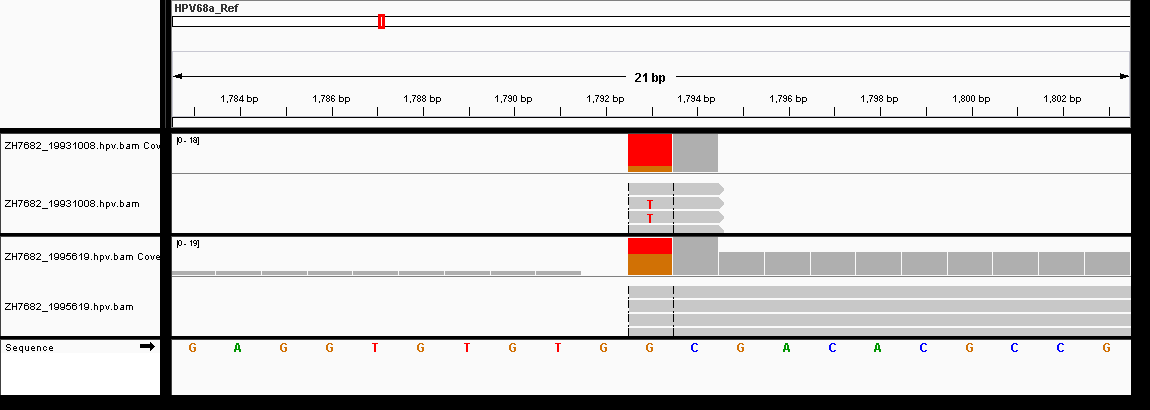 HPV68a_Ref
21 bp
1,784 bp 1,786 bp 1,788 bp 1,790 bp 1,792 bp 1,794 bp 1,796 bp 1,798 bp 1,800 bp 1,802 bp
ZH7682_19931008.hpv.bam Cov
[0 - 18]
ZH7682_19931008.hpv.bam
T
T
ZH7682_1995619.hpv.bam Cove
[0 - 19]
ZH7682_1995619.hpv.bam
Sequence G A G G T G T G T G G C G A C A C G C C G